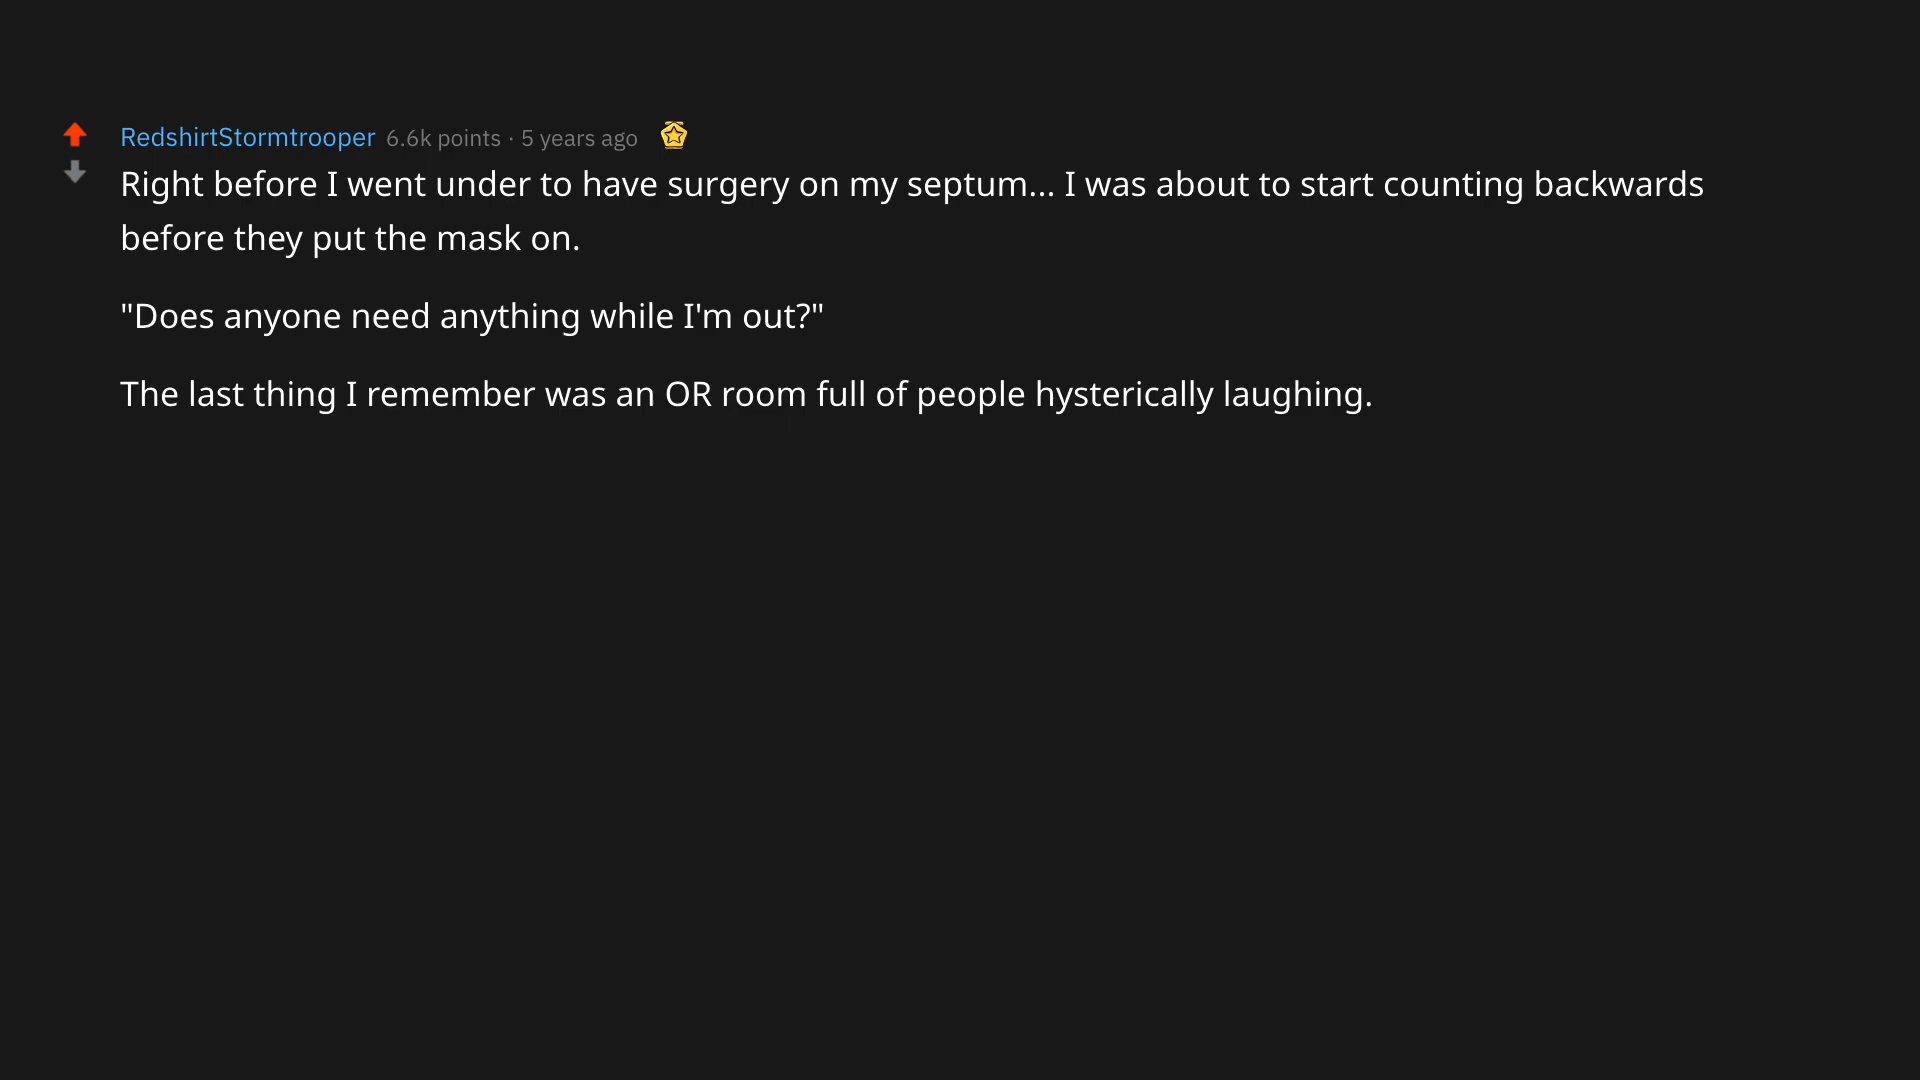 RedshirtStormtrooper 6.6k points · 5 years ago
Right before I went under to have surgery on my septum... I was about to start counting backwards
before they put the mask on.
"Does anyone need anything while I'm out?"
The last thing I remember was an OR room full of people hysterically laughing.